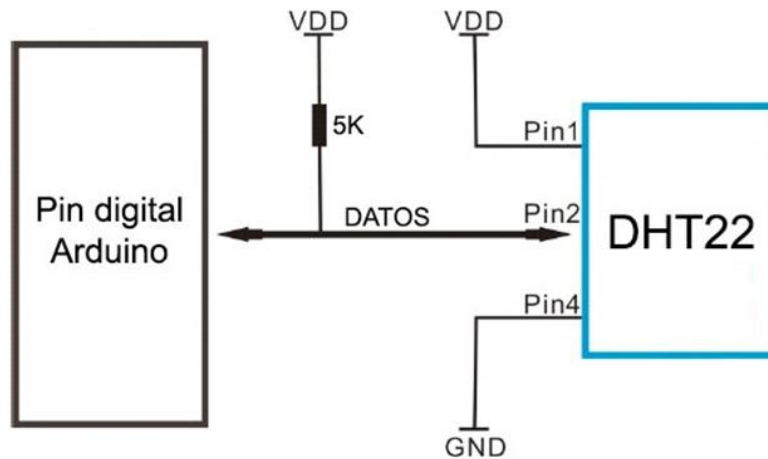 VDD
VDD
5K
Pin1
Pin digital
Arduino
DATOS
Pin2
DHT22
Pin4
GND